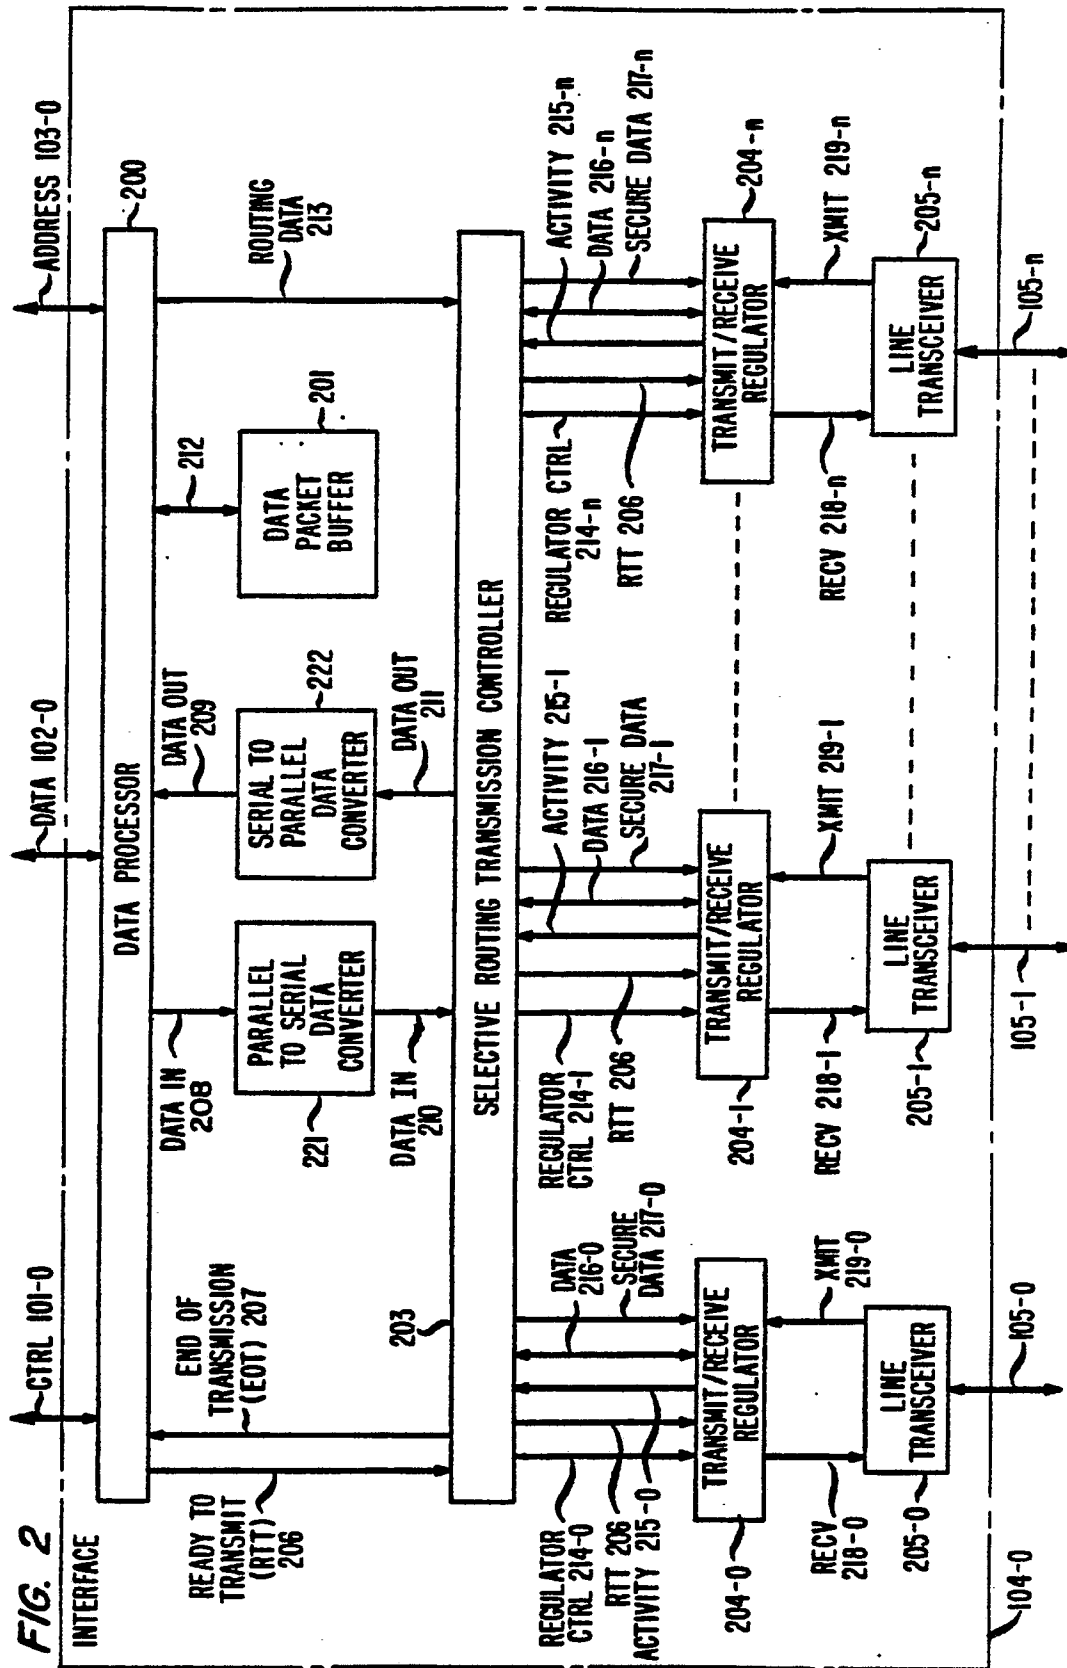 FIG. 2
INTERFACE
CTRL 101-0
DATA 102-0
ADDRESS 103-0
DATA PROCESSOR
200
READY TO
TRANSMIT
(RTT)
206
END OF
TRANSMISSION
(EOT) 207
DATA IN
208
PARALLEL
TO SERIAL
DATA
CONVERTER
221
DATA IN
210
DATA OUT
209
SERIAL TO
PARALLEL
DATA
CONVERTER
222
DATA OUT
211
212
DATA
PACKET
BUFFER
201
ROUTING
DATA
213
203
SELECTIVE ROUTING TRANSMISSION CONTROLLER
REGULATOR
CTRL 214-0
RTT 206
ACTIVITY 215-0
DATA
216-0
SECURE
DATA 217-0
REGULATOR
CTRL 214-1
RTT 206
ACTIVITY 215-1
DATA 216-1
SECURE DATA
217-1
REGULATOR CTRL
214-n
RTT 206
ACTIVITY 215-n
DATA 216-n
SECURE DATA 217-n
TRANSMIT/RECEIVE
REGULATOR
204-0
TRANSMIT/RECEIVE
REGULATOR
204-1
TRANSMIT/RECEIVE
REGULATOR
204-n
RECV
218-0
XMIT
219-0
RECV 218-1
XMIT 219-1
RECV 218-n
XMIT 219-n
LINE
TRANSCEIVER
205-0
LINE
TRANSCEIVER
205-1
LINE
TRANSCEIVER
205-n
104-0
105-0
105-1
105-n